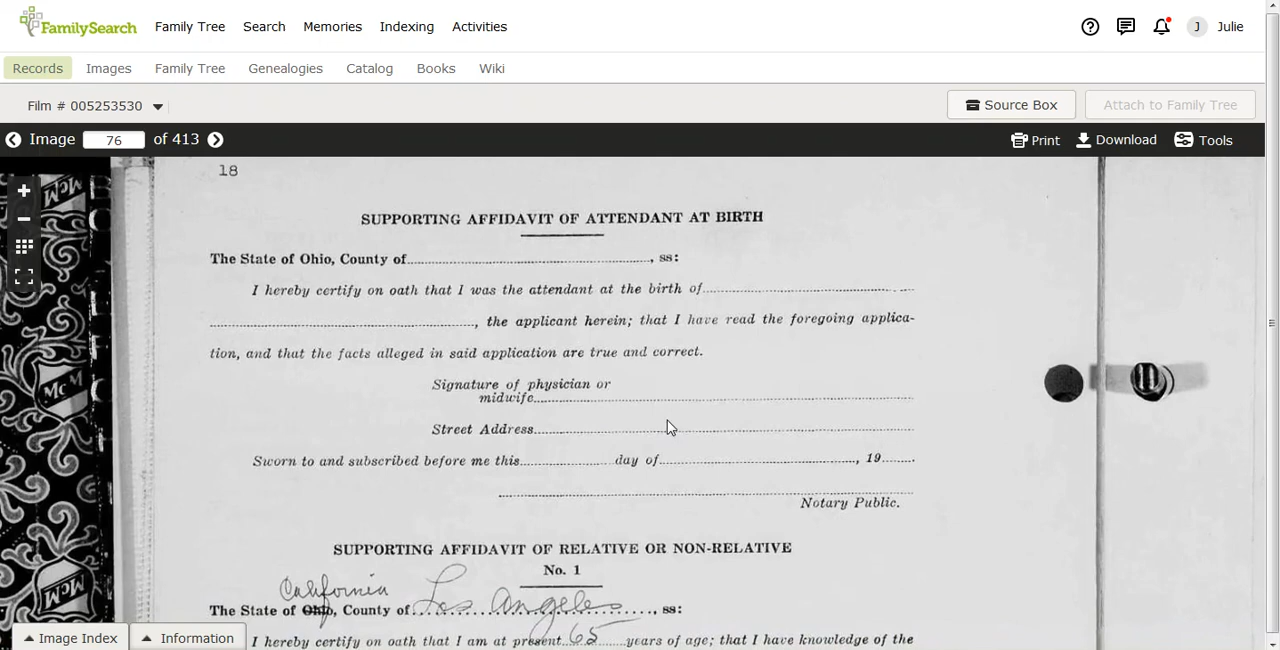 FamilySearch Family Tree Search Memories Indexing Activities J Julie
Records Images Family Tree Genealogies Catalog Books Wiki
Film # 005253530 Source Box Attach to Family Tree
Image 76 of 413 Print Download Tools
18
McM
SUPPORTING AFFIDAVIT OF ATTENDANT AT BIRTH
The State of Ohio, County of............, ss:
I hereby certify on oath that I was the attendant at the birth of............
............, the applicant herein; that I have read the foregoing applica-
tion, and that the facts alleged in said application are true and correct.
Signature of physician or
midwife............
Street Address............
McM
Sworn to and subscribed before me this............day of............, 19......
Notary Public.
SUPPORTING AFFIDAVIT OF RELATIVE OR NON-RELATIVE
No. 1
McM
California
The State of Ohio, County of Los Angeles, ss:
I hereby certify on oath that I am at present 65 years of age; that I have knowledge of the
Image Index Information